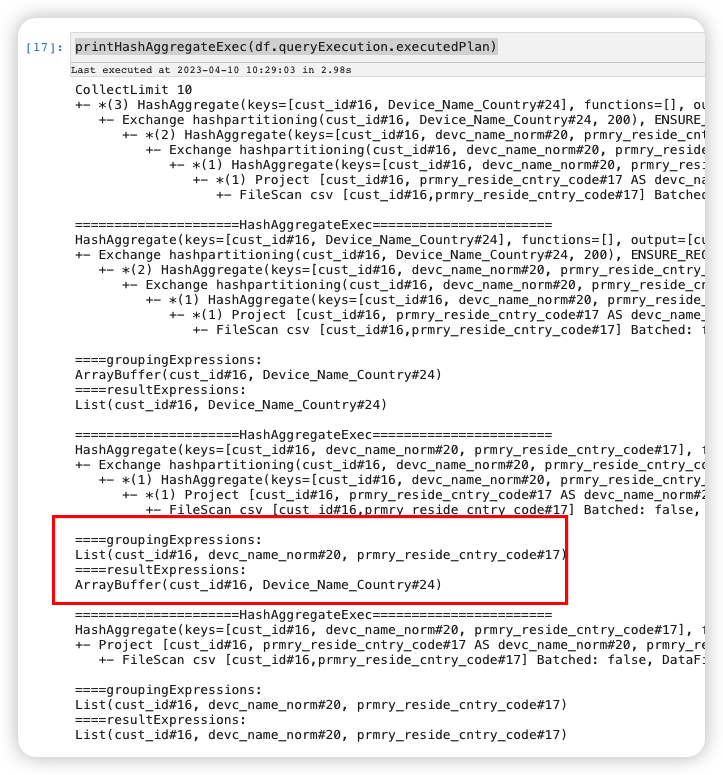 [17]: printHashAggregateExec(df.queryExecution.executedPlan)
Last executed at 2023-04-10 10:29:03 in 2.98s
CollectLimit 10
+- *(3) HashAggregate(keys=[cust_id#16, Device_Name_Country#24], functions=[], ou
+- Exchange hashpartitioning(cust_id#16, Device_Name_Country#24, 200), ENSURE_
+- *(2) HashAggregate(keys=[cust_id#16, devc_name_norm#20, prmry_reside_cnt
+- Exchange hashpartitioning(cust_id#16, devc_name_norm#20, prmry_resid
+- *(1) HashAggregate(keys=[cust_id#16, devc_name_norm#20, prmry_res
+- *(1) Project [cust_id#16, prmry_reside_cntry_code#17 AS devc_na
+- FileScan csv [cust_id#16,prmry_reside_cntry_code#17] Batche
=====================HashAggregateExec=======================
HashAggregate(keys=[cust_id#16, Device_Name_Country#24], functions=[], output=[cu
+- Exchange hashpartitioning(cust_id#16, Device_Name_Country#24, 200), ENSURE_REQ
+- *(2) HashAggregate(keys=[cust_id#16, devc_name_norm#20, prmry_reside_cntry_
+- Exchange hashpartitioning(cust_id#16, devc_name_norm#20, prmry_reside_cn
+- *(1) HashAggregate(keys=[cust_id#16, devc_name_norm#20, prmry_reside_
+- *(1) Project [cust_id#16, prmry_reside_cntry_code#17 AS devc_name_
+- FileScan csv [cust_id#16,prmry_reside_cntry_code#17] Batched: f
====groupingExpressions:
ArrayBuffer(cust_id#16, Device_Name_Country#24)
====resultExpressions:
List(cust_id#16, Device_Name_Country#24)
=====================HashAggregateExec=======================
HashAggregate(keys=[cust_id#16, devc_name_norm#20, prmry_reside_cntry_code#17], f
+- Exchange hashpartitioning(cust_id#16, devc_name_norm#20, prmry_reside_cntry_co
+- *(1) HashAggregate(keys=[cust_id#16, devc_name_norm#20, prmry_reside_cntry_
+- *(1) Project [cust_id#16, prmry_reside_cntry_code#17 AS devc_name_norm#2
+- FileScan csv [cust_id#16,prmry_reside_cntry_code#17] Batched: false,
====groupingExpressions:
List(cust_id#16, devc_name_norm#20, prmry_reside_cntry_code#17)
====resultExpressions:
ArrayBuffer(cust_id#16, Device_Name_Country#24)
=====================HashAggregateExec=======================
HashAggregate(keys=[cust_id#16, devc_name_norm#20, prmry_reside_cntry_code#17], f
+- Project [cust_id#16, prmry_reside_cntry_code#17 AS devc_name_norm#20, prmry_re
+- FileScan csv [cust_id#16,prmry_reside_cntry_code#17] Batched: false, DataFi
====groupingExpressions:
List(cust_id#16, devc_name_norm#20, prmry_reside_cntry_code#17)
====resultExpressions:
List(cust_id#16, devc_name_norm#20, prmry_reside_cntry_code#17)